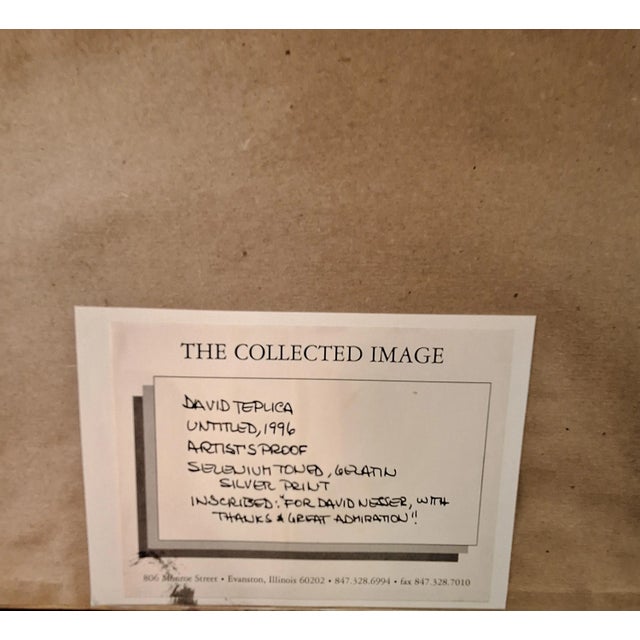 THE COLLECTED IMAGE
DAVID TEPLICA
UNTITLED, 1996
ARTIST'S PROOF
SELENIUM TONED, GELATIN
SILVER PRINT
INSCRIBED: "FOR DAVID NESSER, WITH
THANKS & GREAT ADMIRATION"!
806 Monroe Street • Evanston, Illinois 60202 • 847.328.6994 • fax 847.328.7010